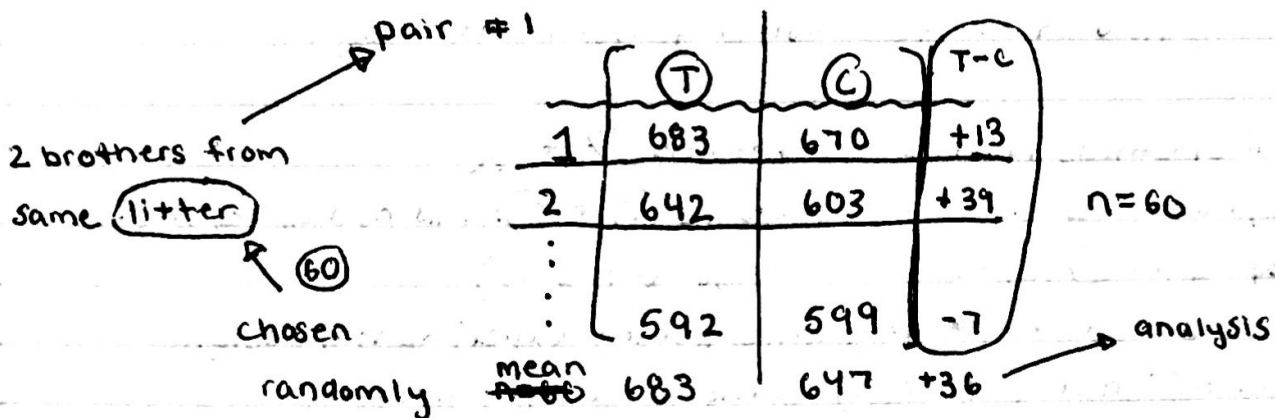 pair #1
T C T-C
1 683 670 +13
2 brothers from
same litter
2 642 603 +39 n=60
60
chosen
592 599 -7 analysis
randomly mean 683 647 +36